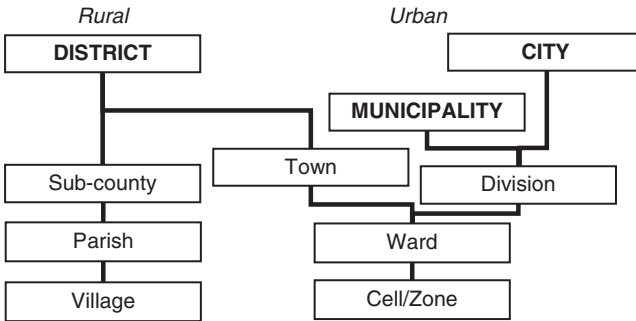 Rural
Urban
DISTRICT
CITY
MUNICIPALITY
Town
Sub-county
Division
Parish
Ward
Village
Cell/Zone